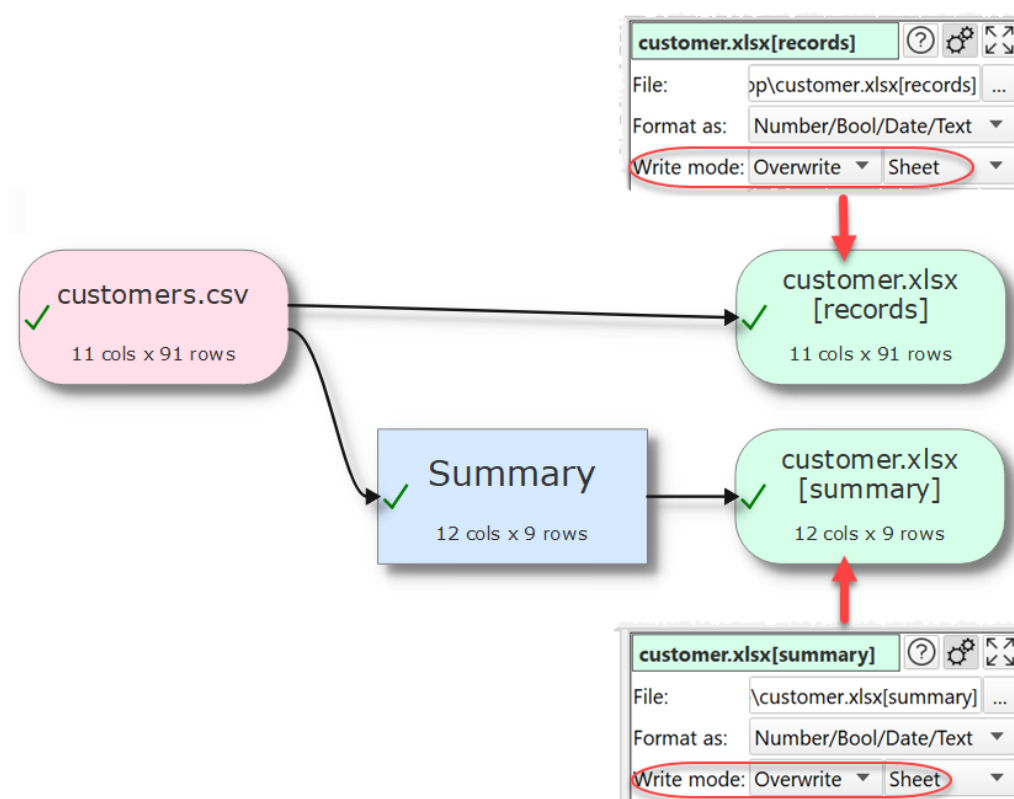 customer.xlsx[records]
File:
op\customer.xlsx[records]
...
Format as:
Number/Bool/Date/Text
Write mode: Overwrite Sheet
customers.csv
11 cols x 91 rows
customer.xlsx
[records]
11 cols x 91 rows
Summary
12 cols x 9 rows
customer.xlsx
[summary]
12 cols x 9 rows
customer.xlsx[summary]
File:
\customer.xlsx[summary]
...
Format as:
Number/Bool/Date/Text
Write mode: Overwrite Sheet